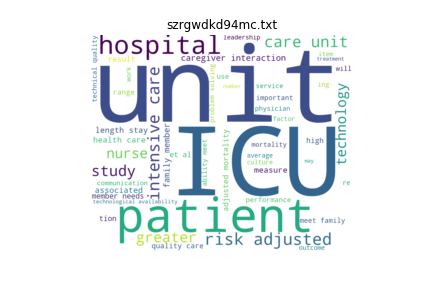 szrgwdkd94mc.txt
hospital
leadership
care unit
caregiver interaction
technical quality
result
work
range
unit
problem solving
use
service
important
physician
factor
item
treatment
will
ing
technology
length stay
health care
nurse
intensive care
family member
et al
study
ICU
ability meet
adjusted mortality
number
mortality
average
culture
high
measure
way
re
communication
associated
member needs
technological availability
performance
tion
patient
meet family
greater
quality care
risk adjusted
outcome